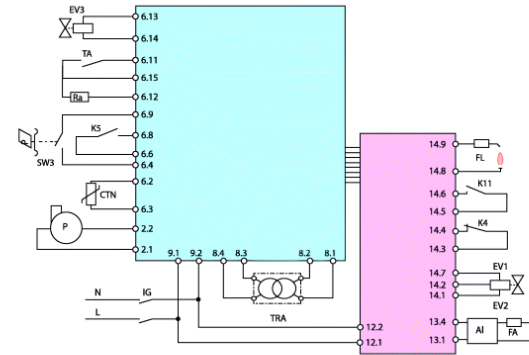 EV3
6.13
6.14
TA
6.11
6.15
Ra
6.12
6.9
P
K5
6.8
6.6
SW3
6.4
6.2
CTN
6.3
P
2.2
2.1
9.1 9.2 8.4 8.3 8.2 8.1
N IG
L
TRA
14.9
FL
14.8
K11
14.6
14.5
K4
14.4
14.3
14.7
EV1
14.2
14.1
EV2
13.4
AI
FA
13.1
12.2
12.1